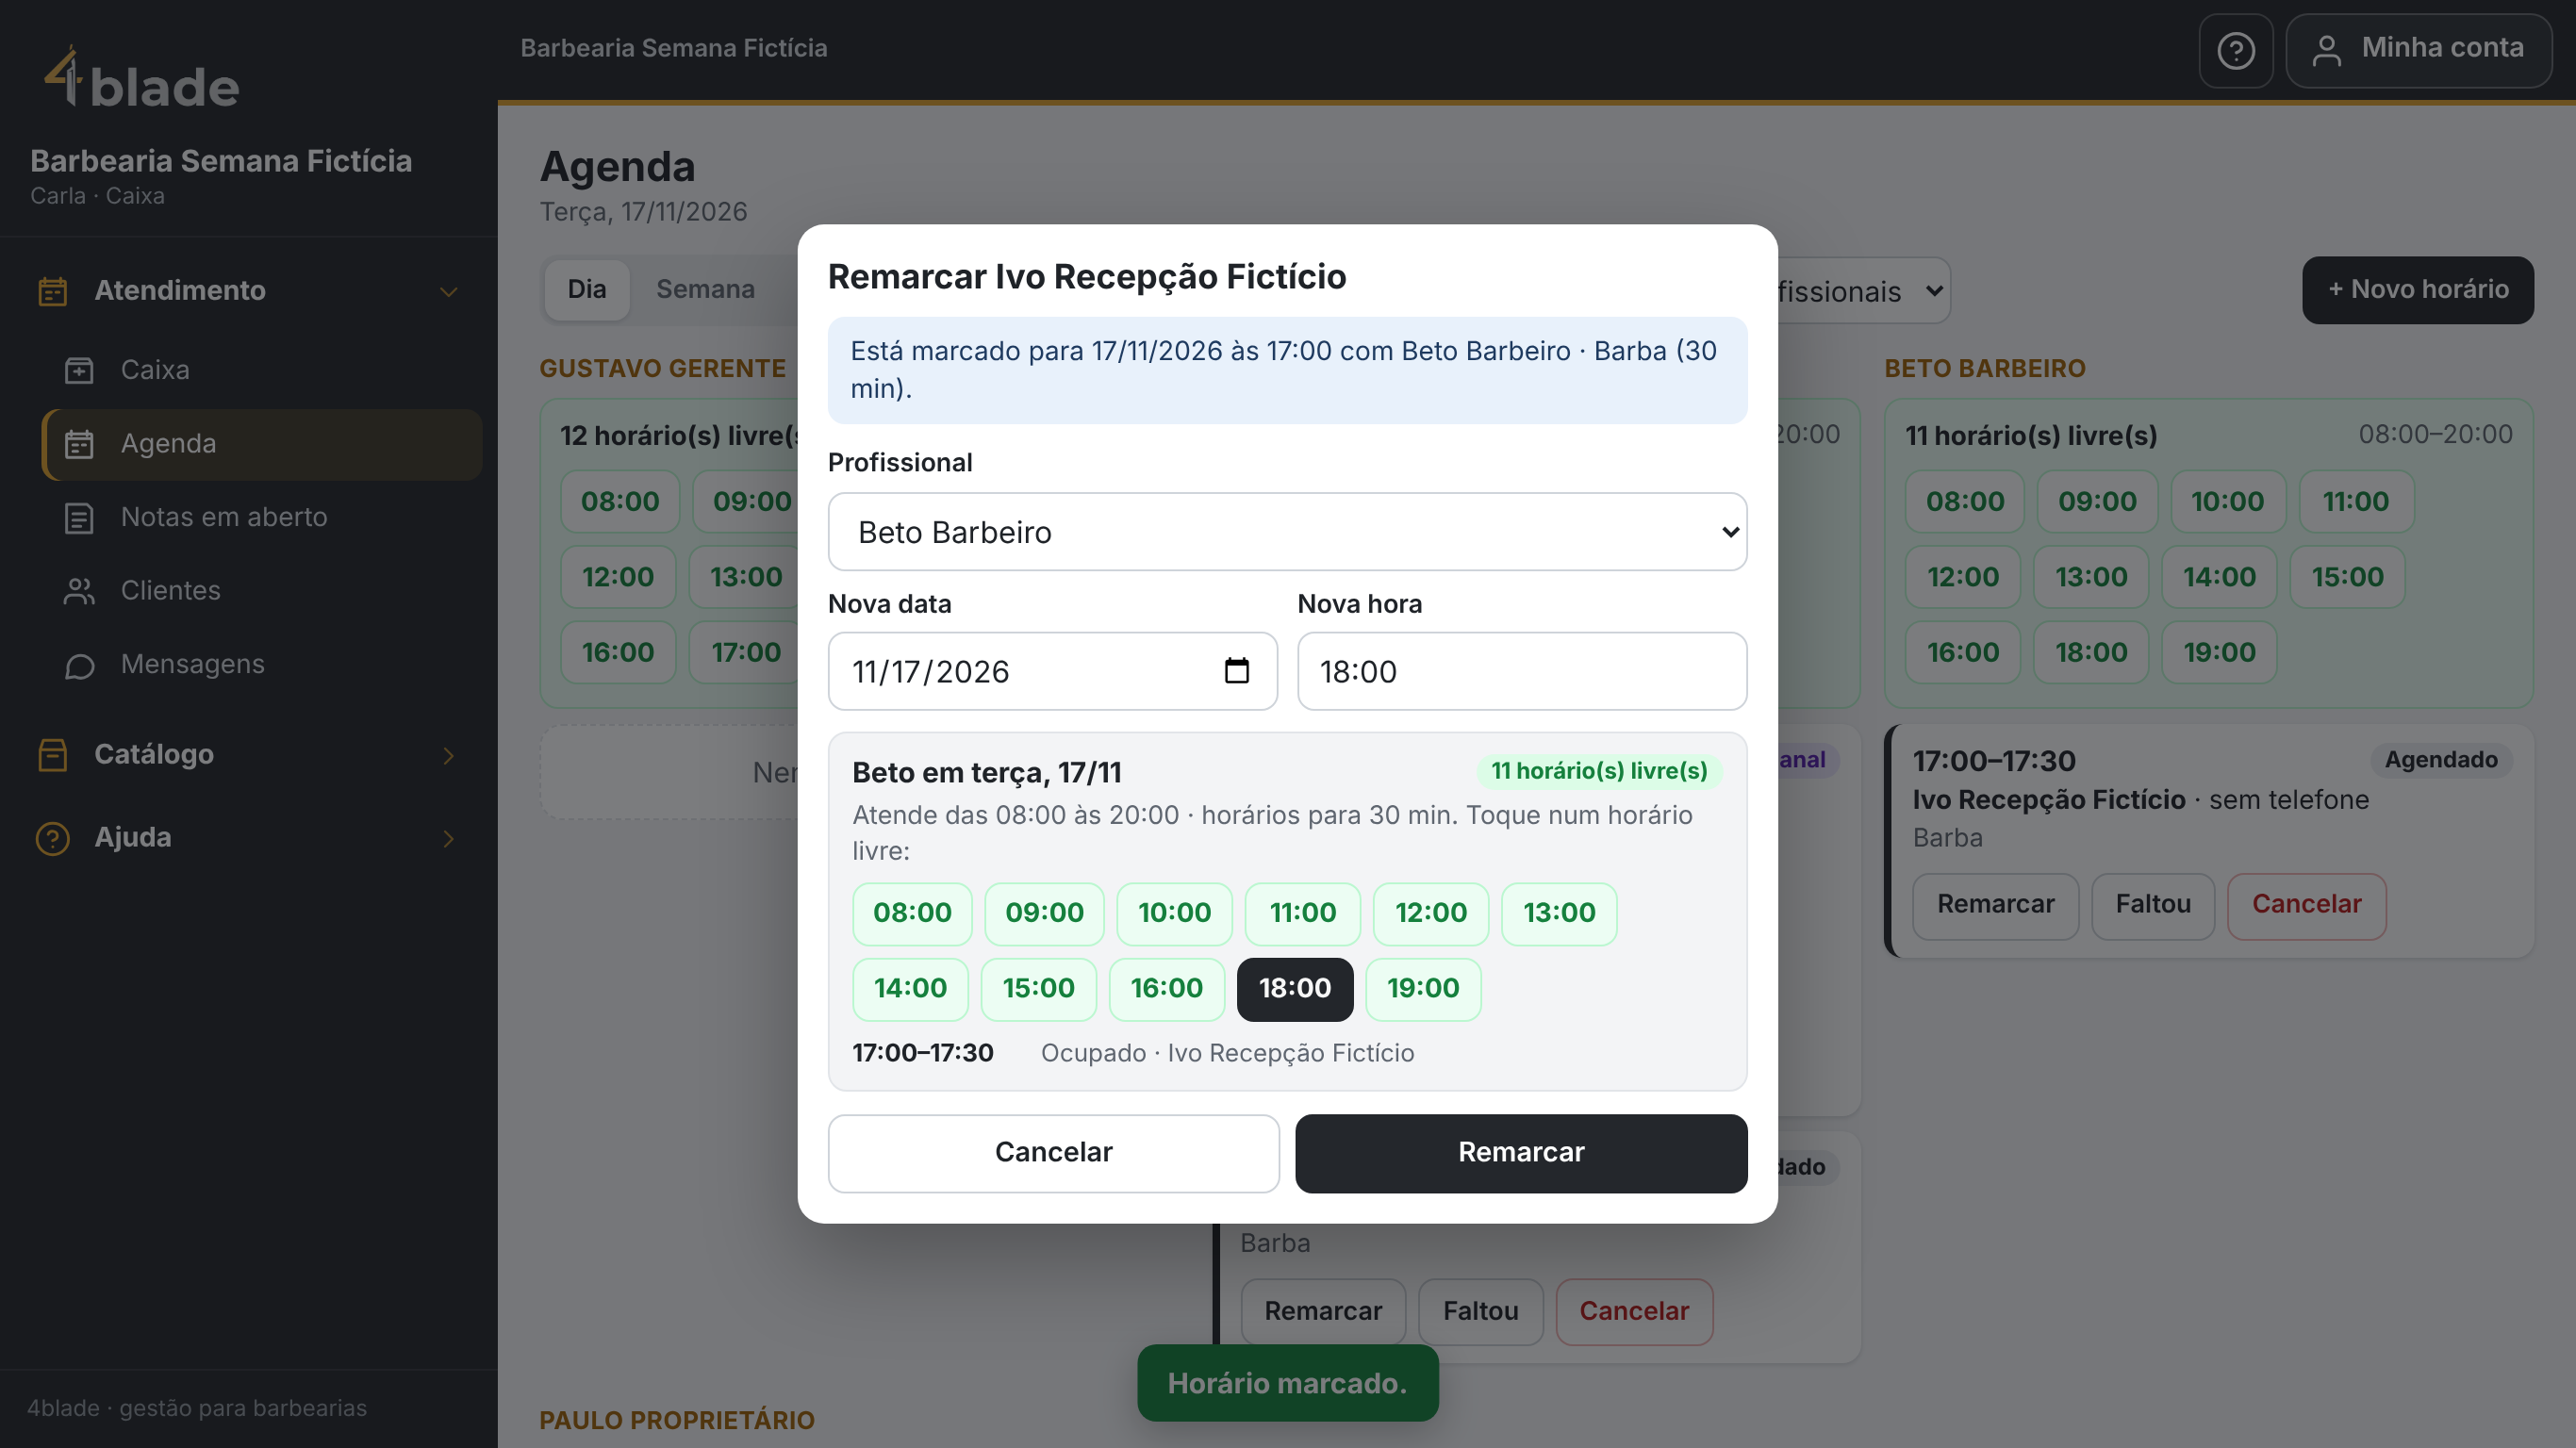 4blade
Barbearia Semana Fictícia
Carla · Caixa
Atendimento
Caixa
Agenda
Notas em aberto
Clientes
Mensagens
Catálogo
Ajuda
4blade · gestão para barbearias
Barbearia Semana Fictícia
Minha conta
Agenda
Terça, 17/11/2026
Dia Semana
+ Novo horário
GUSTAVO GERENTE
12 horário(s)
08:00 09:00
12:00 13:00
16:00 17:00
Remarcar Ivo Recepção Fictício
Está marcado para 17/11/2026 às 17:00 com Beto Barbeiro · Barba (30
min).
Profissional
Beto Barbeiro
Nova data Nova hora
11/17/2026 18:00
Beto em terça, 17/11 11 horário(s) livre(s)
Atende das 08:00 às 20:00 · horários para 30 min. Toque num horário
livre:
08:00 09:00 10:00 11:00 12:00 13:00
14:00 15:00 16:00 18:00 19:00
17:00–17:30 Ocupado · Ivo Recepção Fictício
Cancelar Remarcar
20:00
BETO BARBEIRO
11 horário(s) livre(s) 08:00–20:00
08:00 09:00 10:00 11:00
12:00 13:00 14:00 15:00
16:00 18:00 19:00
17:00–17:30 Agendado
Ivo Recepção Fictício · sem telefone
Barba
Remarcar Faltou Cancelar
Barba
Remarcar Faltou Cancelar
Horário marcado.
PAULO PROPRIETÁRIO